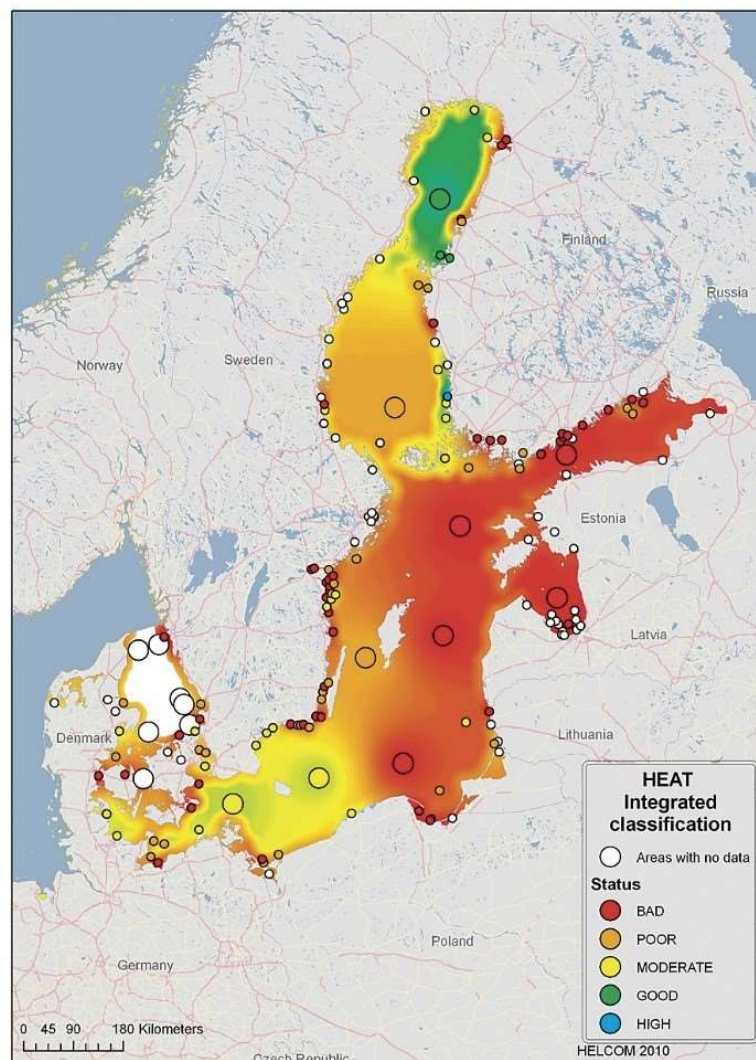 Finland
Russia
Norway
Sweden
Estonia
Latvia
Denmark
Lithuania
HEAT
Integrated
classification
Areas with no data
Status
BAD
POOR
MODERATE
GOOD
HIGH
Poland
Germany
0 45 90 180 Kilometers
Czech Republic
HELCOM 2010